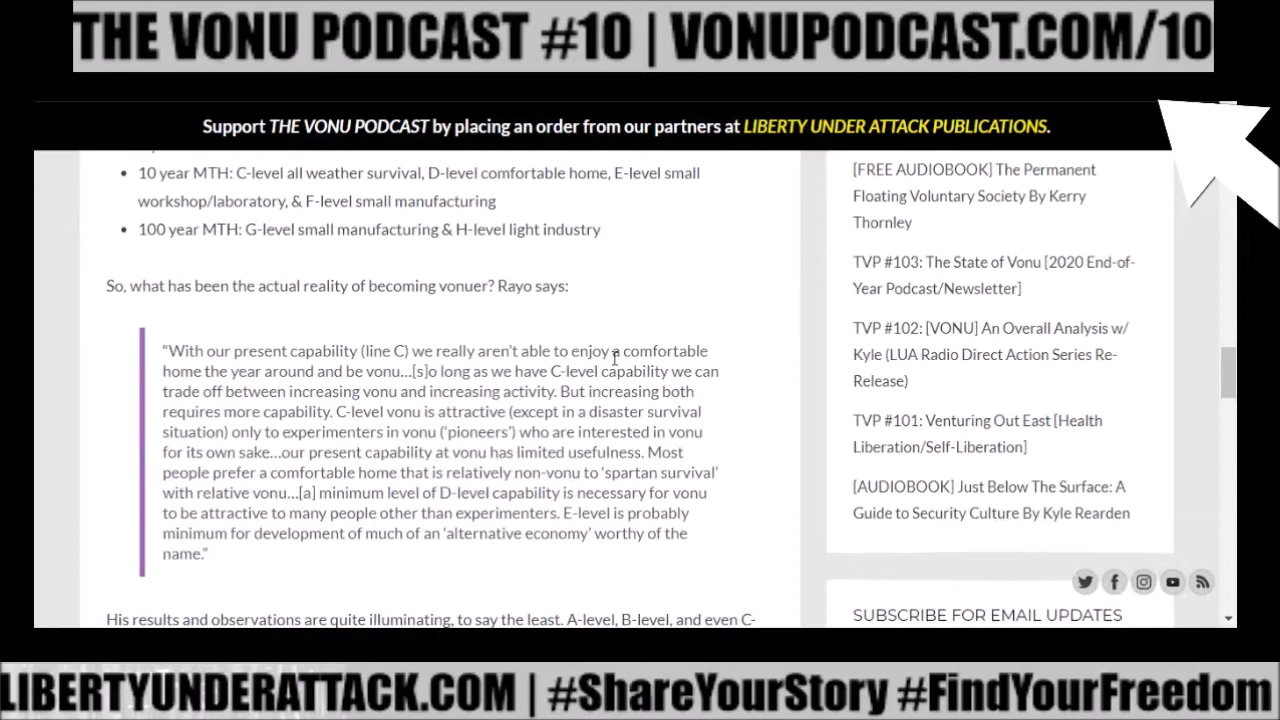 THE VONU PODCAST #10 | VONUPODCAST.COM/10
Support THE VONU PODCAST by placing an order from our partners at LIBERTY UNDER ATTACK PUBLICATIONS.
10 year MTH: C-level all weather survival, D-level comfortable home, E-level small
workshop/laboratory, & F-level small manufacturing
100 year MTH: G-level small manufacturing & H-level light industry
So, what has been the actual reality of becoming vonuer? Rayo says:
“With our present capability (line C) we really aren’t able to enjoy a comfortable
home the year around and be vonu…[s]o long as we have C-level capability we can
trade off between increasing vonu and increasing activity. But increasing both
requires more capability. C-level vonu is attractive (except in a disaster survival
situation) only to experimenters in vonu (‘pioneers’) who are interested in vonu
for its own sake…our present capability at vonu has limited usefulness. Most
people prefer a comfortable home that is relatively non-vonu to ‘spartan survival’
with relative vonu…[a] minimum level of D-level capability is necessary for vonu
to be attractive to many people other than experimenters. E-level is probably
minimum for development of much of an ‘alternative economy’ worthy of the
name.”
His results and observations are quite illuminating, to say the least. A-level, B-level, and even C-
[FREE AUDIOBOOK] The Permanent
Floating Voluntary Society By Kerry
Thornley
TVP #103: The State of Vonu [2020 End-of-
Year Podcast/Newsletter]
TVP #102: [VONU] An Overall Analysis w/
Kyle (LUA Radio Direct Action Series Re-
Release)
TVP #101: Venturing Out East [Health
Liberation/Self-Liberation]
[AUDIOBOOK] Just Below The Surface: A
Guide to Security Culture By Kyle Rearden
SUBSCRIBE FOR EMAIL UPDATES
LIBERTYUNDERATTACK.COM | #ShareYourStory #FindYourFreedom